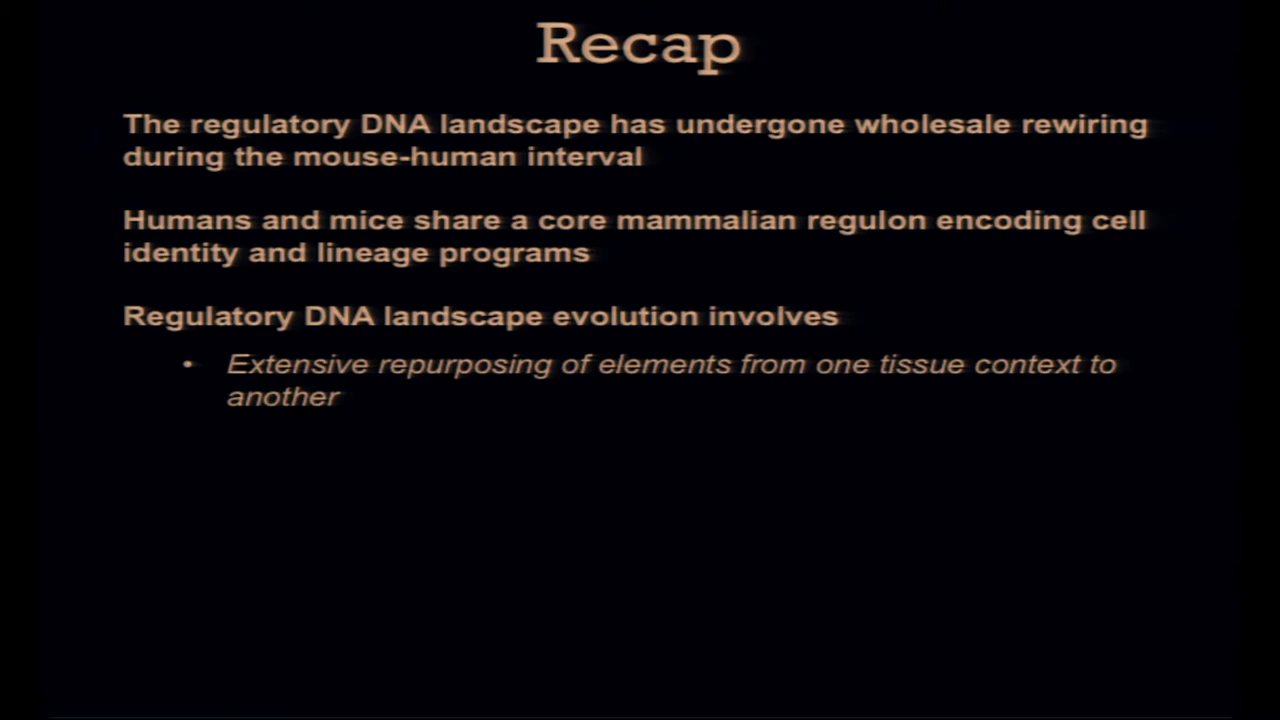 Recap
The regulatory DNA landscape has undergone wholesale rewiring
during the mouse-human interval
Humans and mice share a core mammalian regulon encoding cell
identity and lineage programs
Regulatory DNA landscape evolution involves
• Extensive repurposing of elements from one tissue context to
another